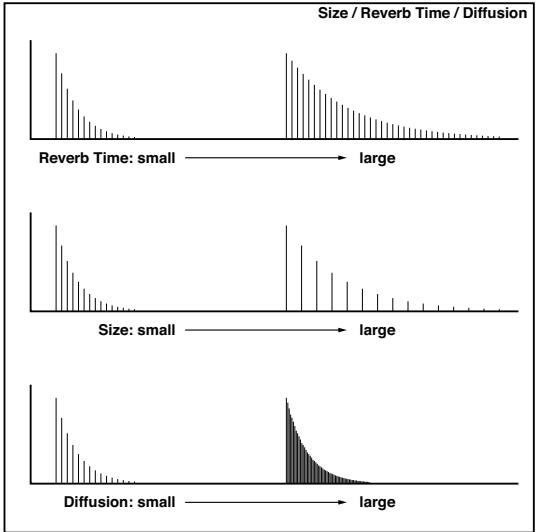 Size / Reverb Time / Diffusion
Reverb Time: small large
Size: small large
Diffusion: small large